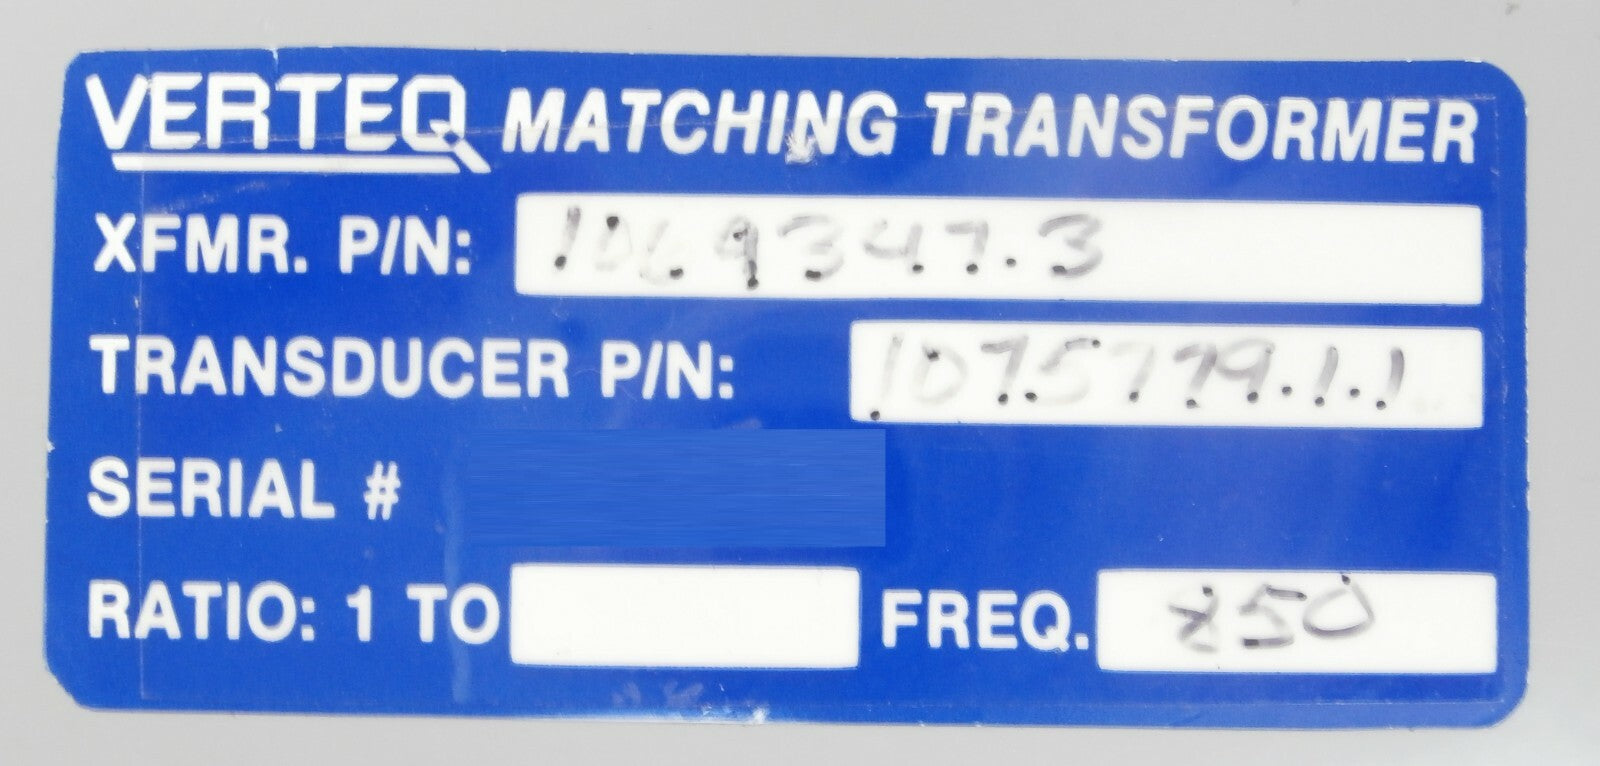 VERTEQ MATCHING TRANSFORMER
XFMR. P/N: 1069347.3
TRANSDUCER P/N: 1075779.1.1
SERIAL #
RATIO: 1 TO FREQ. 850